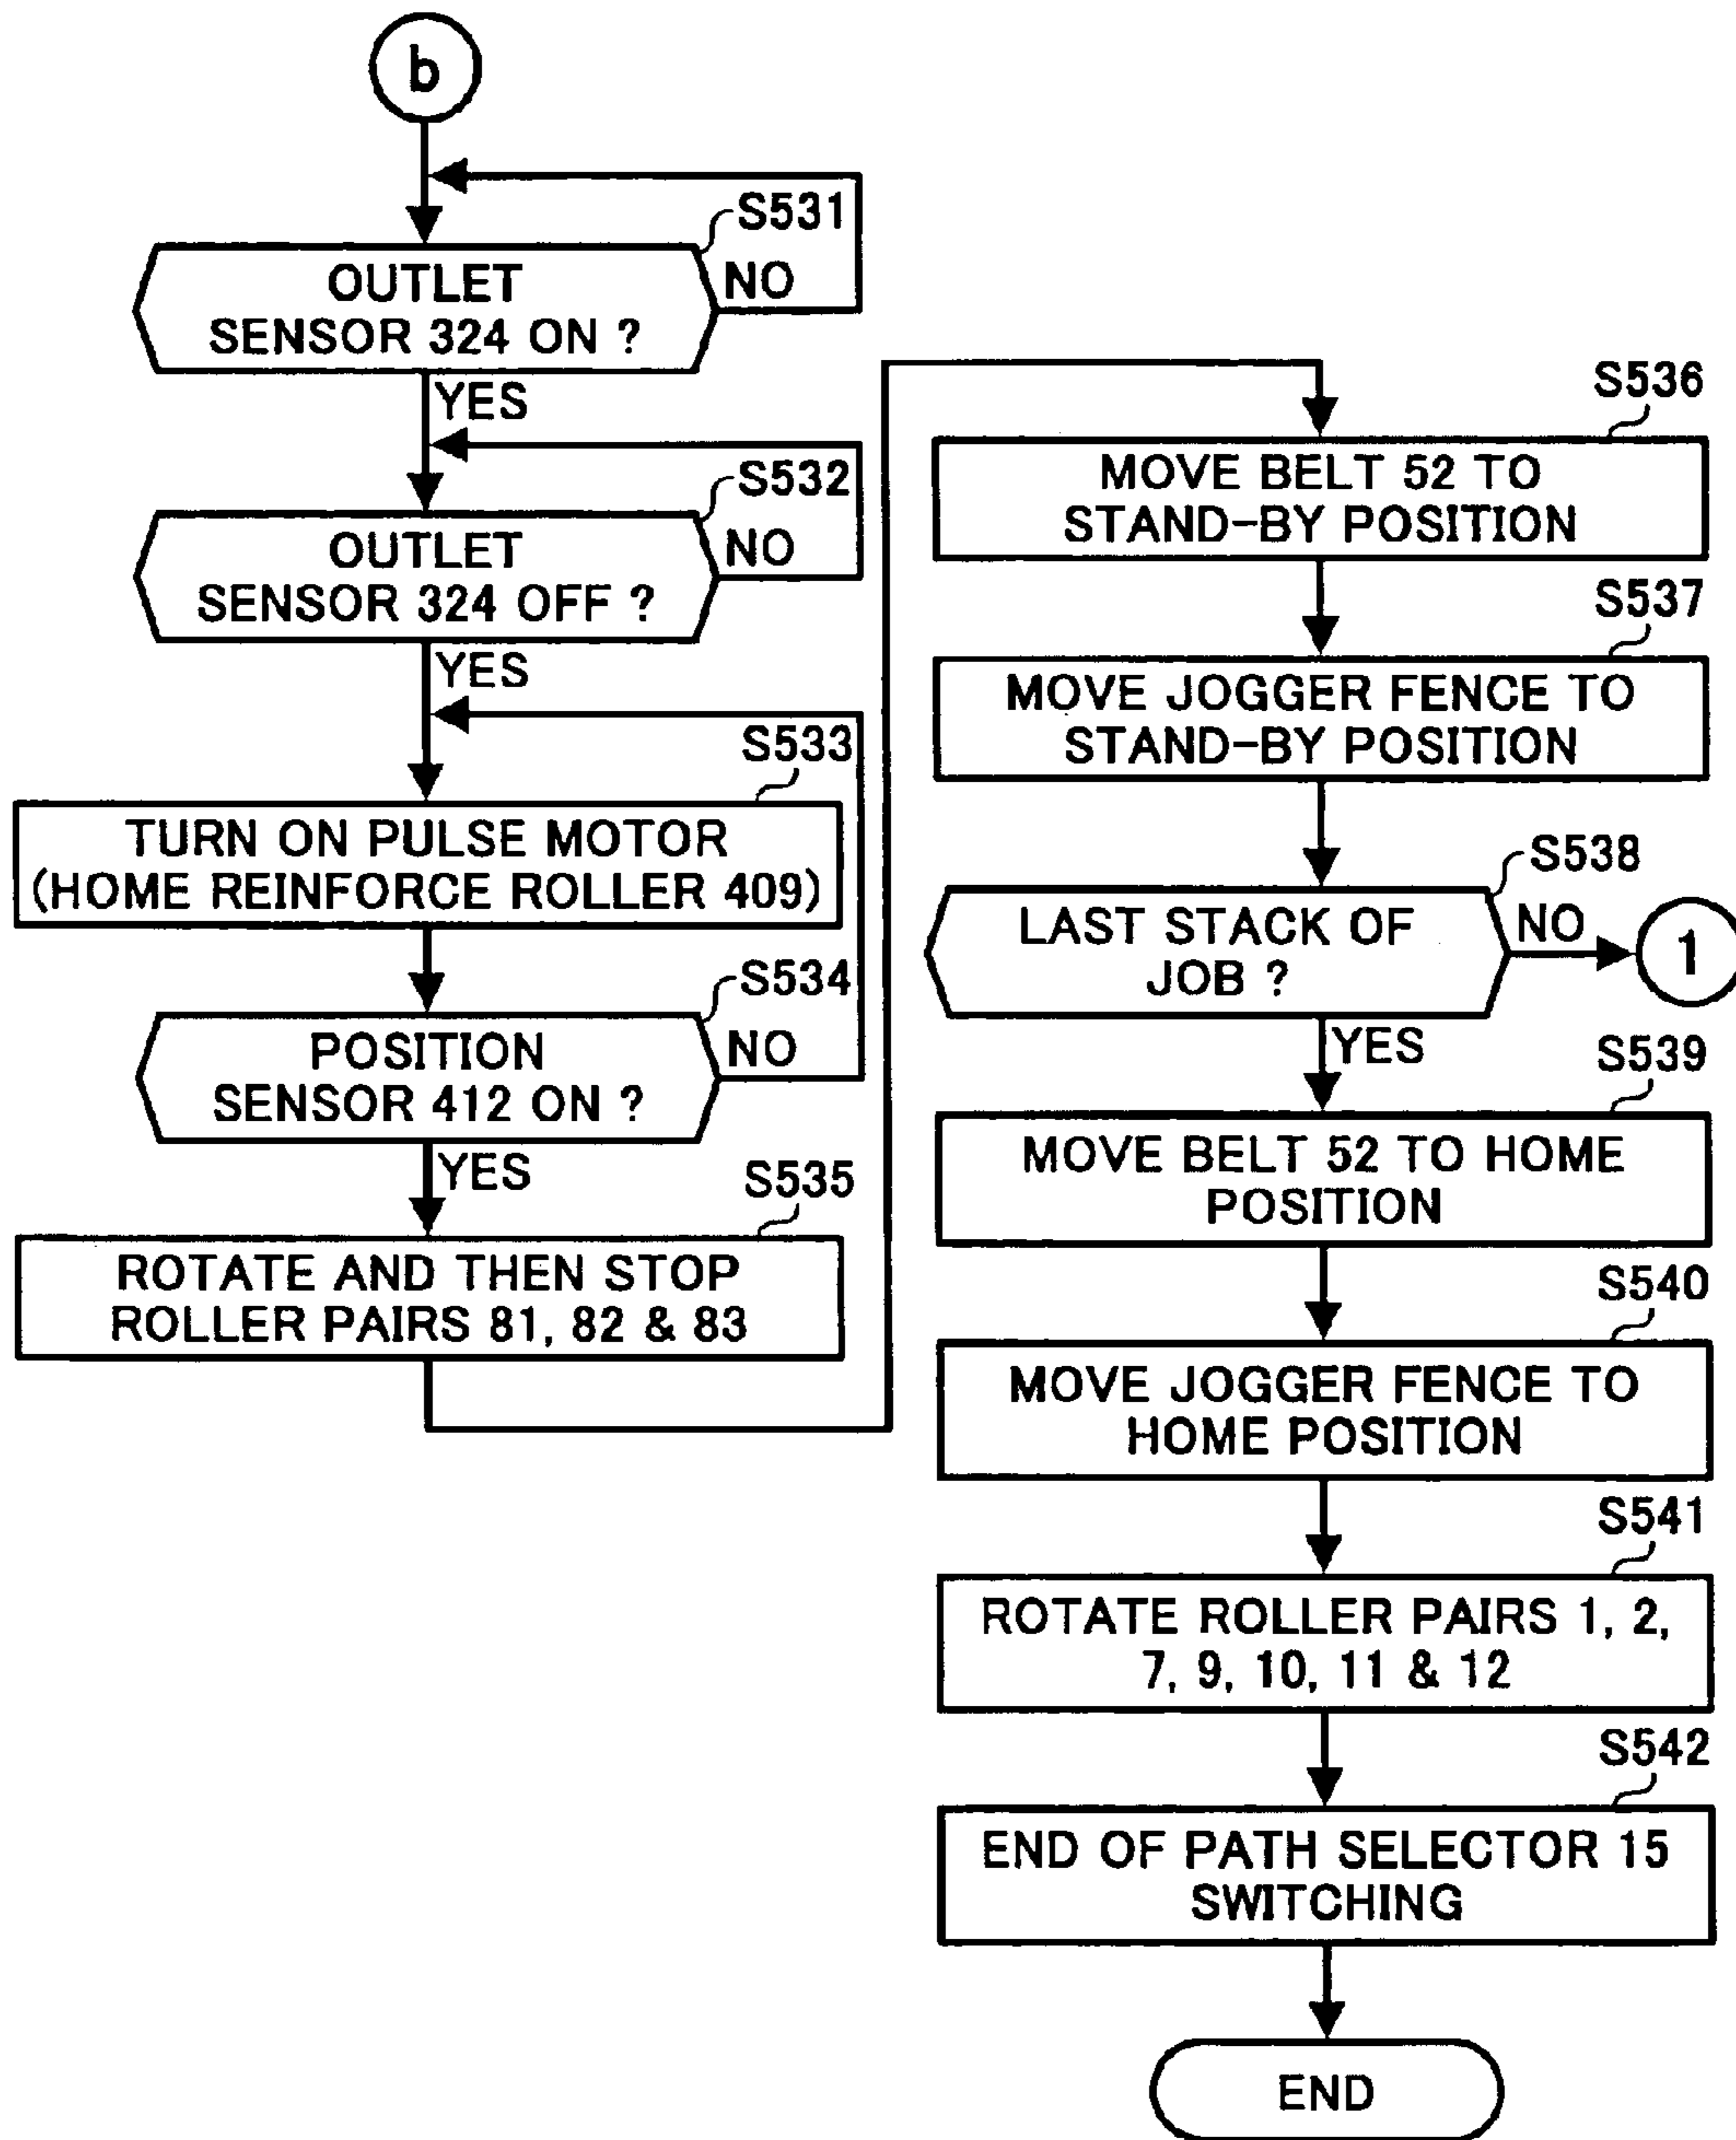 b
S531
OUTLET
SENSOR 324 ON ?
NO
YES
S532
OUTLET
SENSOR 324 OFF ?
NO
YES
S533
TURN ON PULSE MOTOR
(HOME REINFORCE ROLLER 409)
S534
POSITION
SENSOR 412 ON ?
NO
YES
S535
ROTATE AND THEN STOP
ROLLER PAIRS 81, 82 & 83
S536
MOVE BELT 52 TO
STAND-BY POSITION
S537
MOVE JOGGER FENCE TO
STAND-BY POSITION
S538
LAST STACK OF
JOB ?
NO
1
YES
S539
MOVE BELT 52 TO HOME
POSITION
S540
MOVE JOGGER FENCE TO
HOME POSITION
S541
ROTATE ROLLER PAIRS 1, 2,
7, 9, 10, 11 & 12
S542
END OF PATH SELECTOR 15
SWITCHING
END